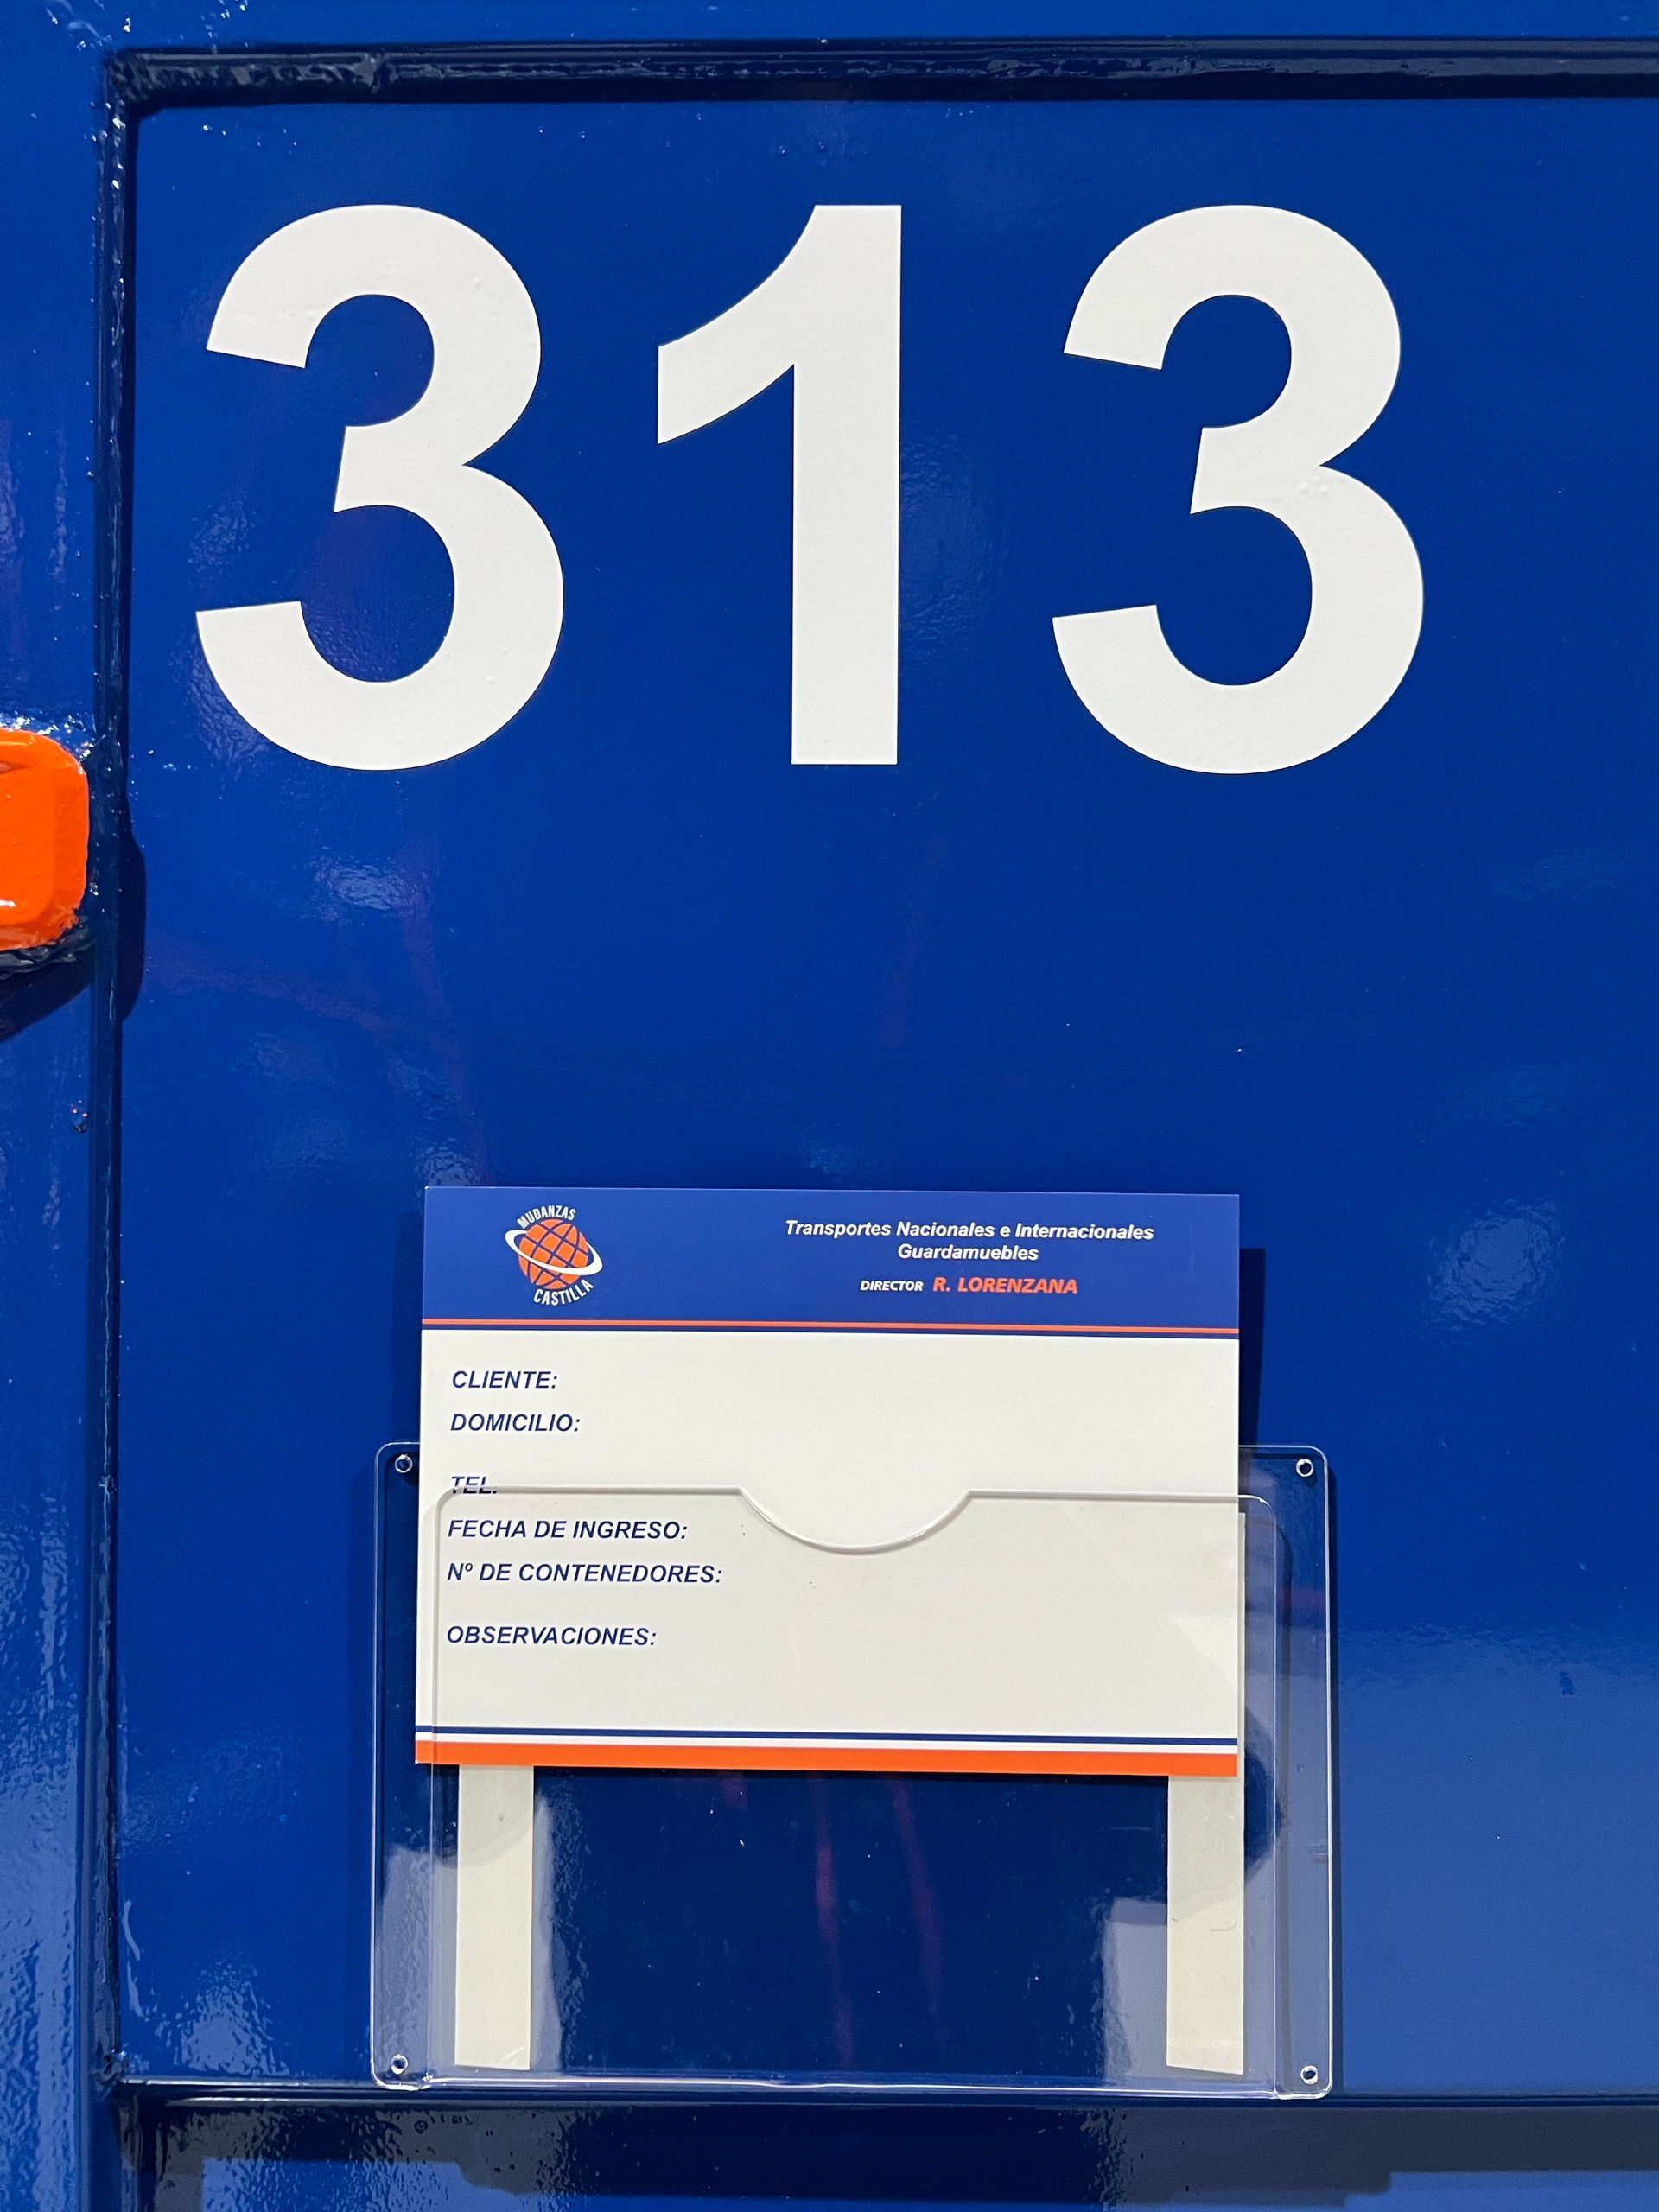 313
MUDANZAS
CASTILLA
Transportes Nacionales e Internacionales
Guardamuebles
DIRECTOR R. LORENZANA
CLIENTE:
DOMICILIO:
TEL.
FECHA DE INGRESO:
Nº DE CONTENEDORES:
OBSERVACIONES: